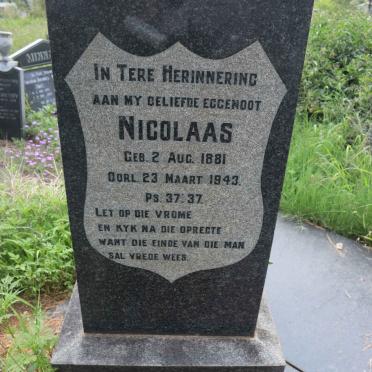 IN TERE HERINNERING
AAN MY GELIEFDE EGGENOOT
NICOLAAS
GEB. 2 AUG. 1881
OORL. 23 MAART 1943.
PS. 37: 37.
LET OP DIE VROME
EN KYK NA DIE OPREGTE
WANT DIE EINDE VAN DIE MAN
SAL VREDE WEES.